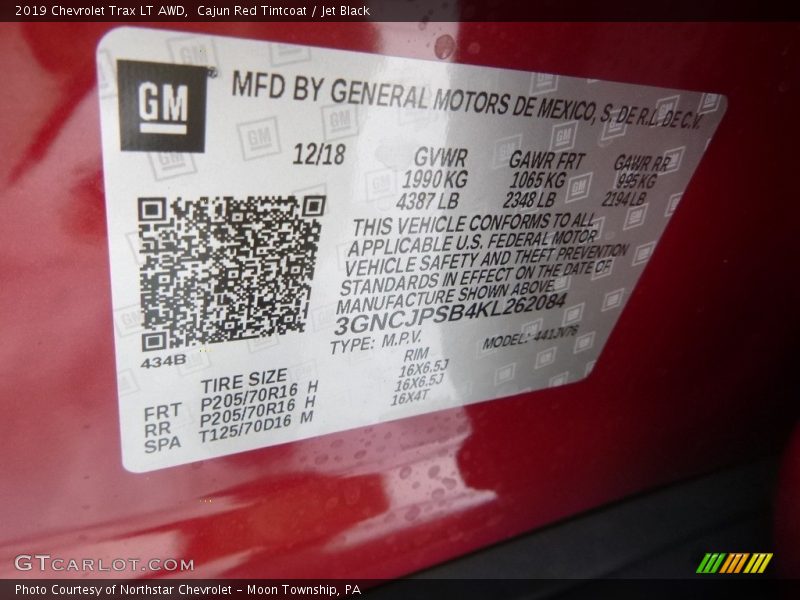 2019 Chevrolet Trax LT AWD,  Cajun Red Tintcoat / Jet Black
GM
®
MFD BY GENERAL MOTORS DE MEXICO, S. DE R.L. DE C.V.
12/18
GVWR GAWR FRT GAWR RR
1990 KG 1065 KG 995 KG
4387 LB 2348 LB 2194 LB
THIS VEHICLE CONFORMS TO ALL
APPLICABLE U.S. FEDERAL MOTOR
VEHICLE SAFETY AND THEFT PREVENTION
STANDARDS IN EFFECT ON THE DATE OF
MANUFACTURE SHOWN ABOVE.
3GNCJPSB4KL262084
TYPE: M.P.V. MODEL: 441JV76
434B
TIRE SIZE RIM
FRT P205/70R16 H 16X6.5J
RR P205/70R16 H 16X6.5J
SPA T125/70D16 M 16X4T
GTCARLOT.COM
Photo Courtesy of Northstar Chevrolet - Moon Township, PA